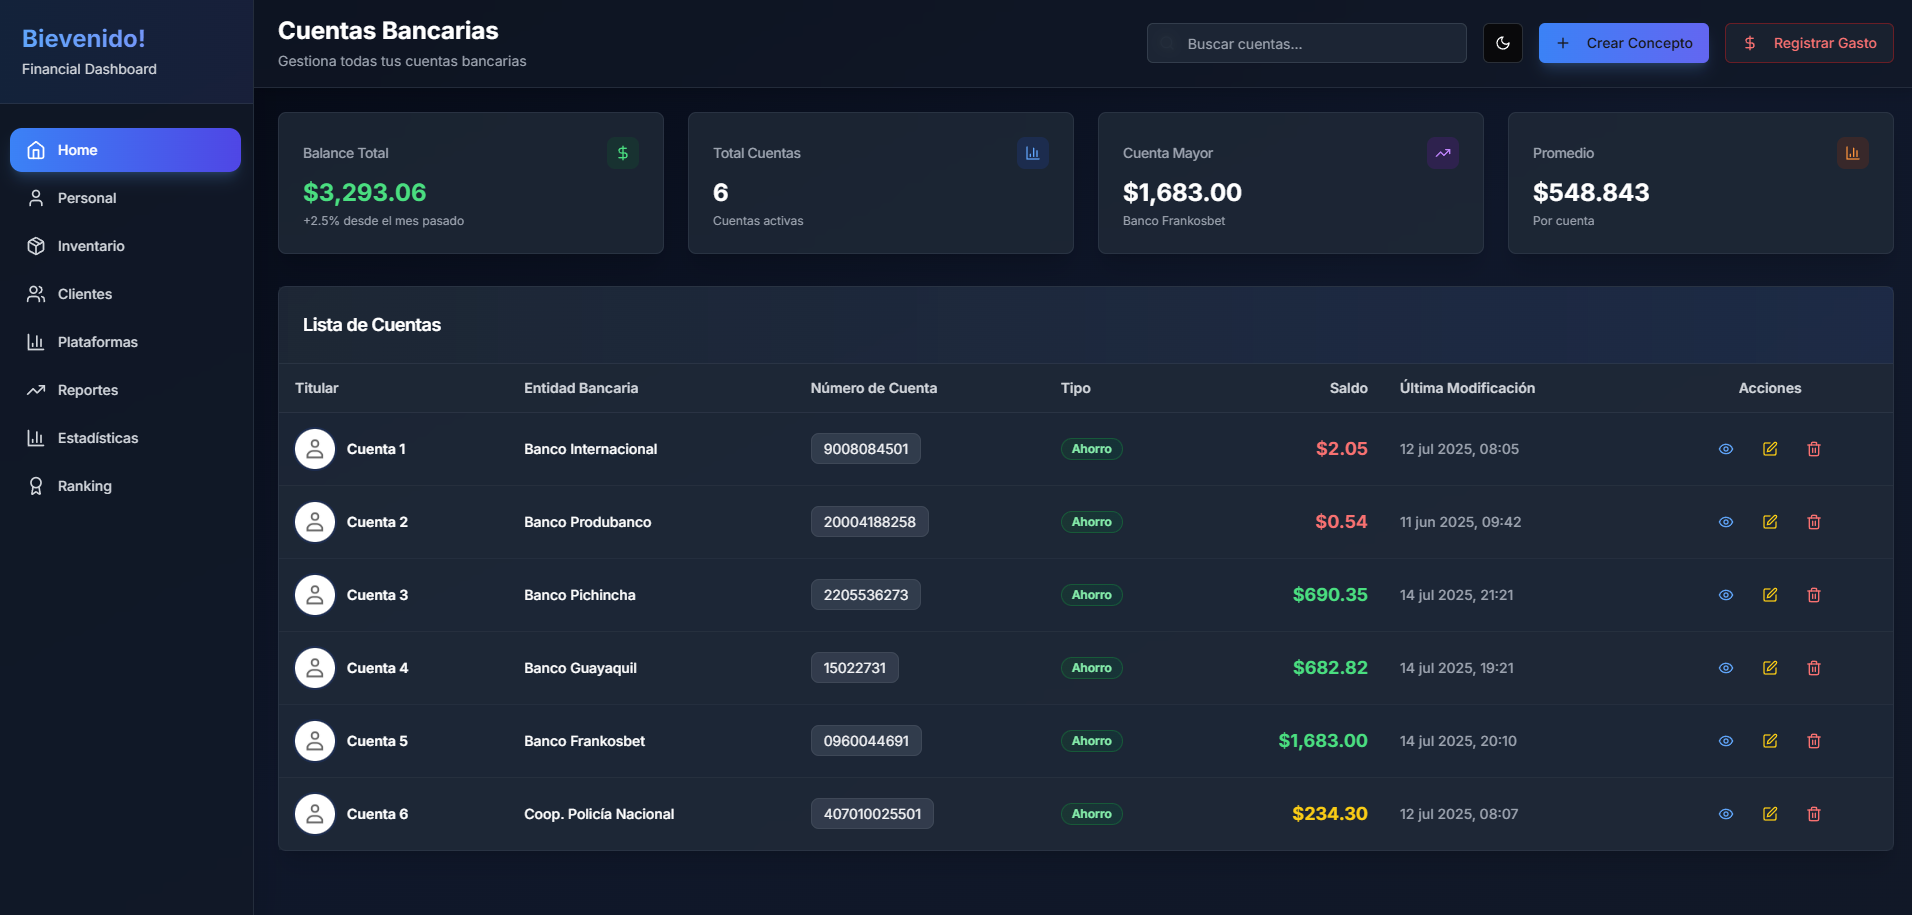 Bievenido!
Financial Dashboard
Home
Personal
Inventario
Clientes
Plataformas
Reportes
Estadísticas
Ranking
Cuentas Bancarias
Gestiona todas tus cuentas bancarias
Buscar cuentas...
Crear Concepto
Registrar Gasto
Balance Total
$3,293.06
+2.5% desde el mes pasado
Total Cuentas
6
Cuentas activas
Cuenta Mayor
$1,683.00
Banco Frankosbet
Promedio
$548.843
Por cuenta
Lista de Cuentas
Titular Entidad Bancaria Número de Cuenta Tipo Saldo Última Modificación Acciones
Cuenta 1 Banco Internacional 9008084501 Ahorro $2.05 12 jul 2025, 08:05
Cuenta 2 Banco Produbanco 20004188258 Ahorro $0.54 11 jun 2025, 09:42
Cuenta 3 Banco Pichincha 2205536273 Ahorro $690.35 14 jul 2025, 21:21
Cuenta 4 Banco Guayaquil 15022731 Ahorro $682.82 14 jul 2025, 19:21
Cuenta 5 Banco Frankosbet 0960044691 Ahorro $1,683.00 14 jul 2025, 20:10
Cuenta 6 Coop. Policía Nacional 407010025501 Ahorro $234.30 12 jul 2025, 08:07